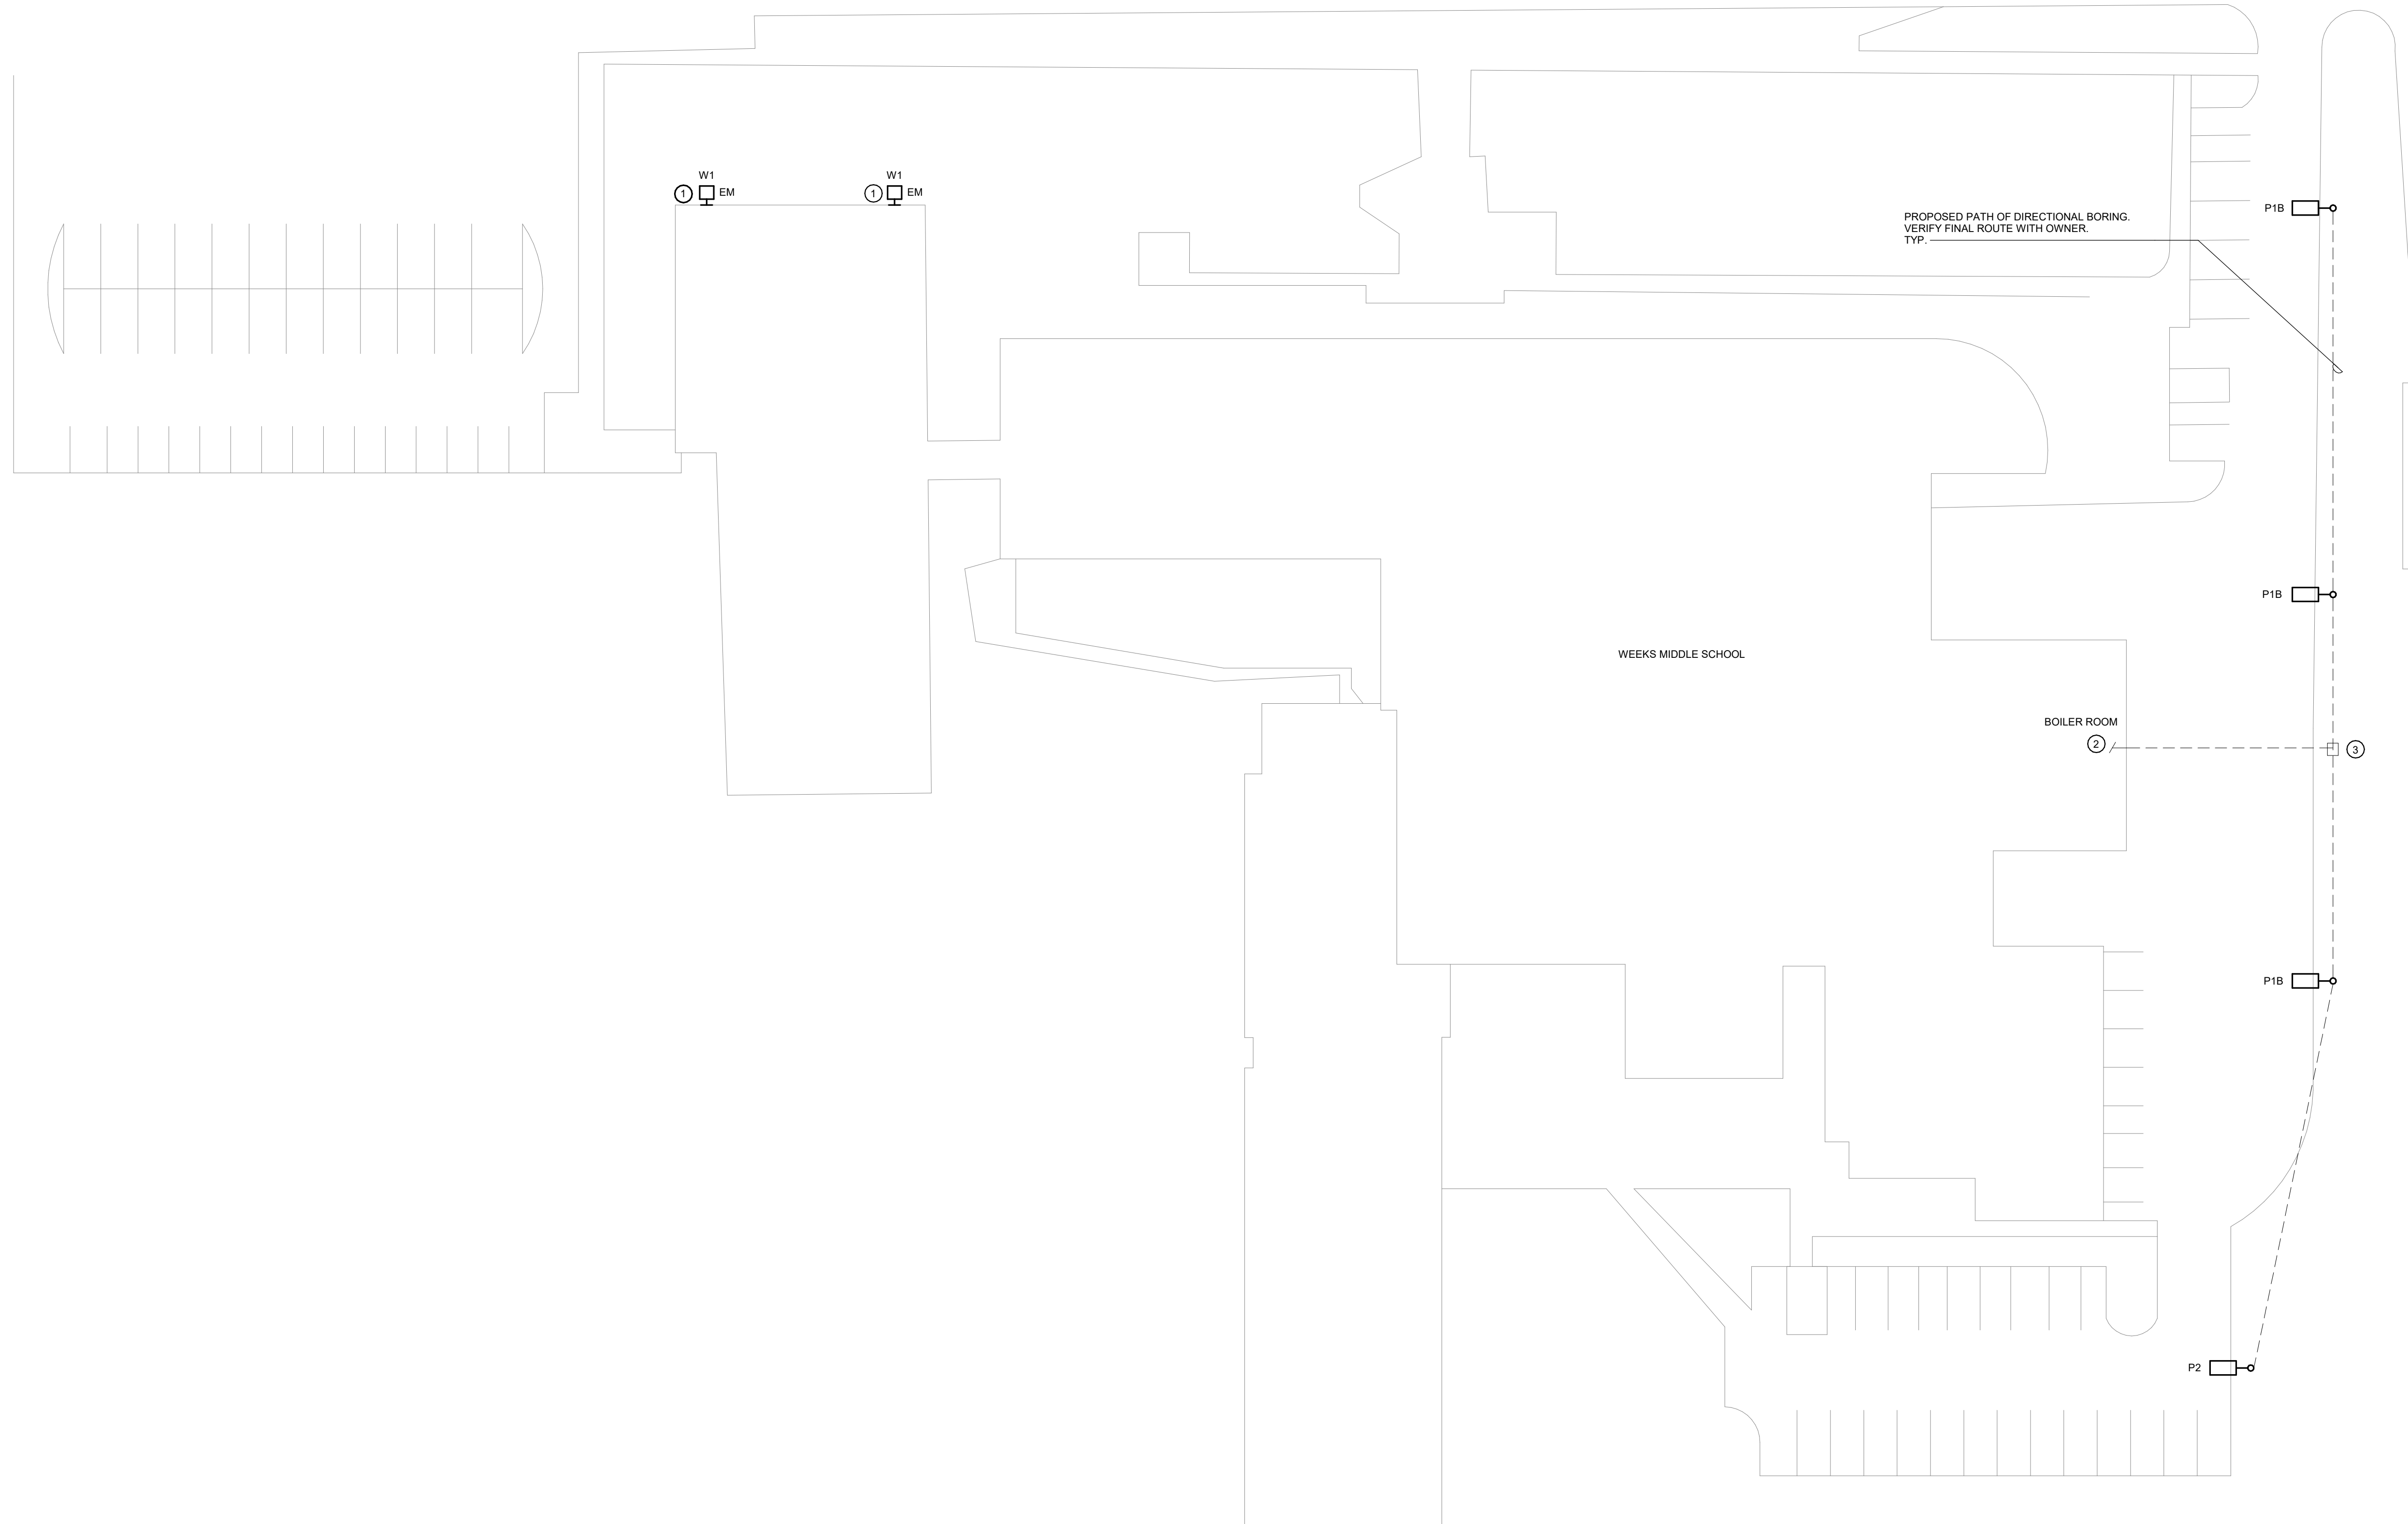 W1
1
EM
W1
1
EM
PROPOSED PATH OF DIRECTIONAL BORING.
VERIFY FINAL ROUTE WITH OWNER.
TYP.
P1B
P1B
WEEKS MIDDLE SCHOOL
BOILER ROOM
2
3
P1B
P2